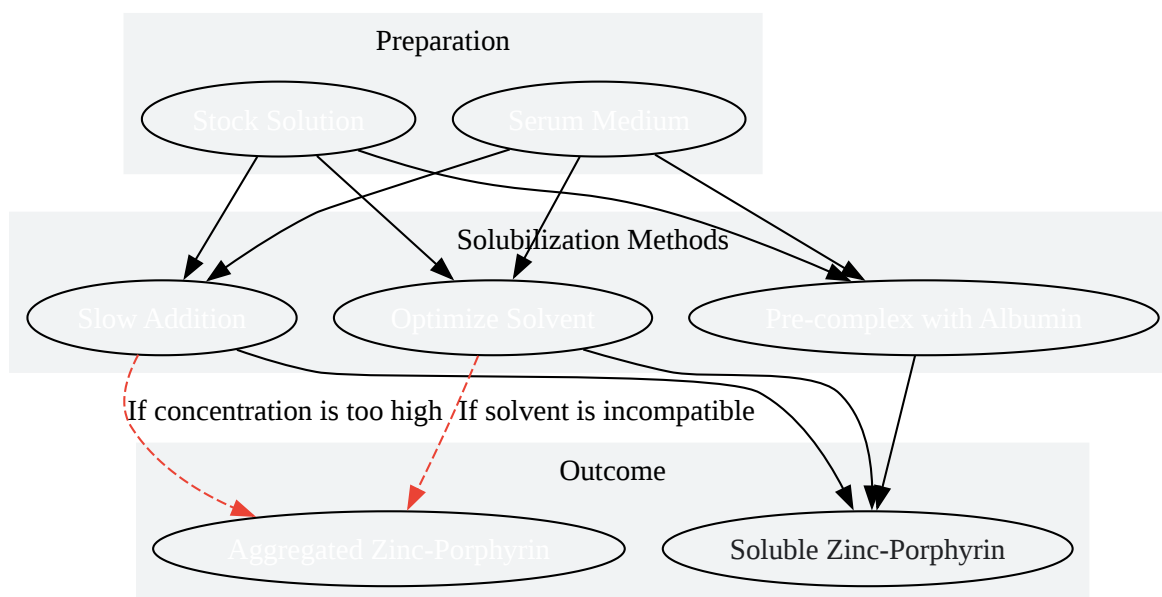 Preparation
Stock Solution
Serum Medium
Solubilization Methods
Slow Addition
Optimize Solvent
Pre-complex with Albumin
If concentration is too high
If solvent is incompatible
Outcome
Aggregated Zinc-Porphyrin
Soluble Zinc-Porphyrin